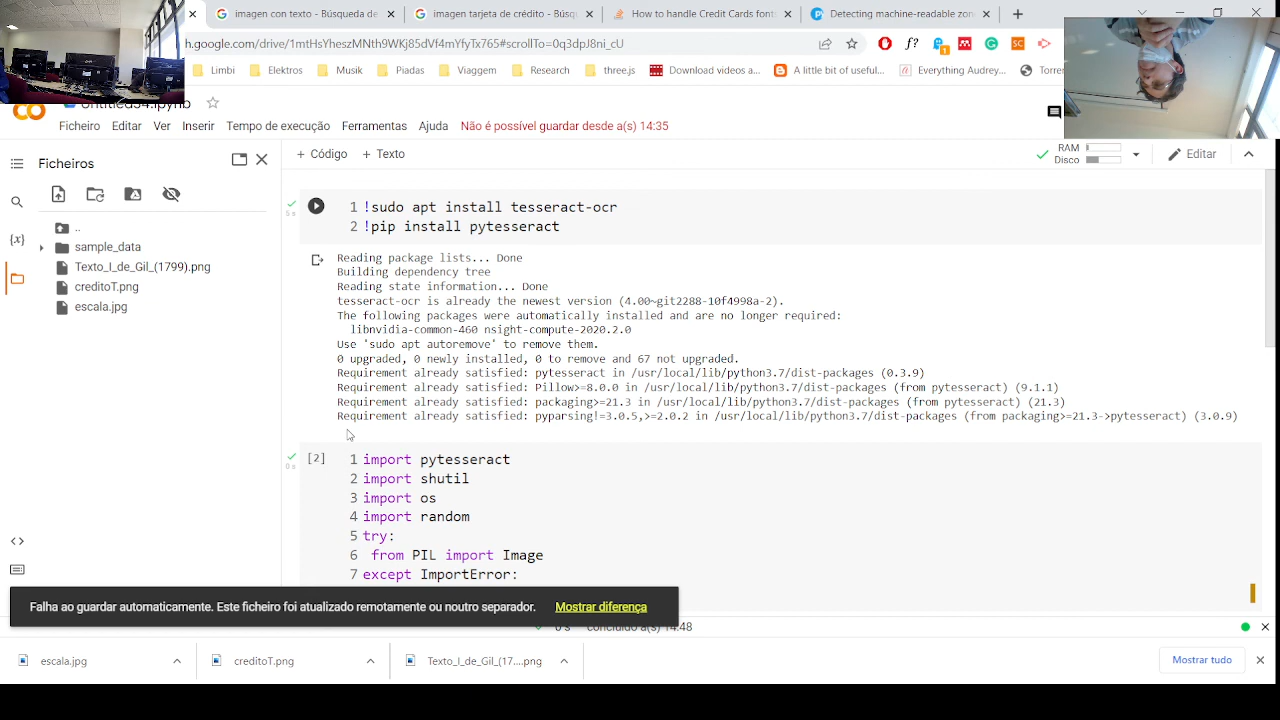 imagen con texto - Búsqueda de
imagen tarjeta de crédito - Búsq
How to handle Credit Cards fonts
Detecting machine-readable zon
h.google.com/drive/1mtHsYheszMNth9WKj85dVf4mYfyTx765#scrollTo=0q3dpJ8ni_cU
Limbi
Elektros
Musik
Piadas
Viagem
Research
three.js
Download videos a...
A little bit of useful...
Everything Audrey...
Torren
Untitled34.ipynb
Ficheiro Editar Ver Inserir Tempo de execução Ferramentas Ajuda Não é possível guardar desde a(s) 14:35
Ficheiros
+ Código + Texto
RAM
Disco
Editar
..
sample_data
Texto_I_de_Gil_(1799).png
creditoT.png
escala.jpg
5 s
1 !sudo apt install tesseract-ocr
2 !pip install pytesseract
Reading package lists... Done
Building dependency tree
Reading state information... Done
tesseract-ocr is already the newest version (4.00~git2288-10f4998a-2).
The following packages were automatically installed and are no longer required:
libnvidia-common-460 nsight-compute-2020.2.0
Use 'sudo apt autoremove' to remove them.
0 upgraded, 0 newly installed, 0 to remove and 67 not upgraded.
Requirement already satisfied: pytesseract in /usr/local/lib/python3.7/dist-packages (0.3.9)
Requirement already satisfied: Pillow>=8.0.0 in /usr/local/lib/python3.7/dist-packages (from pytesseract) (9.1.1)
Requirement already satisfied: packaging>=21.3 in /usr/local/lib/python3.7/dist-packages (from pytesseract) (21.3)
Requirement already satisfied: pyparsing!=3.0.5,>=2.0.2 in /usr/local/lib/python3.7/dist-packages (from packaging>=21.3->pytesseract) (3.0.9)
0 s
[2]
1 import pytesseract
2 import shutil
3 import os
4 import random
5 try:
6 from PIL import Image
7 except ImportError:
Falha ao guardar automaticamente. Este ficheiro foi atualizado remotamente ou noutro separador. Mostrar diferença
0 s concluído a(s) 14:48
escala.jpg
creditoT.png
Texto_I_de_Gil_(17....png
Mostrar tudo